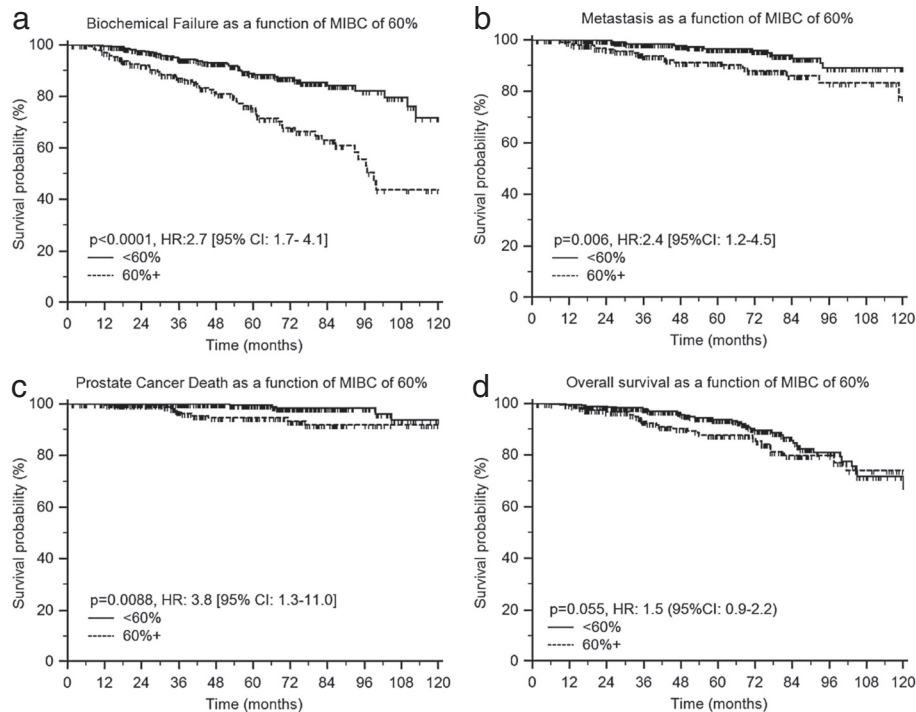 a
Biochemical Failure as a function of MIBC of 60%
Survival probability (%)
100
80
60
40
20
0
p<0.0001, HR:2.7 [95% CI: 1.7- 4.1]
<60%
60%+
0 12 24 36 48 60 72 84 96 108 120
Time (months)
b
Metastasis as a function of MIBC of 60%
Survival probability (%)
100
80
60
40
20
0
p=0.006, HR:2.4 [95%CI: 1.2-4.5]
<60%
60%+
0 12 24 36 48 60 72 84 96 108 120
Time (months)
c
Prostate Cancer Death as a function of MIBC of 60%
Survival probability (%)
100
80
60
40
20
0
p=0.0088, HR: 3.8 [95% CI: 1.3-11.0]
<60%
60%+
0 12 24 36 48 60 72 84 96 108 120
Time (months)
d
Overall survival as a function of MIBC of 60%
Survival probability (%)
100
80
60
40
20
0
p=0.055, HR: 1.5 (95%CI: 0.9-2.2)
<60%
60%+
0 12 24 36 48 60 72 84 96 108 120
Time (months)